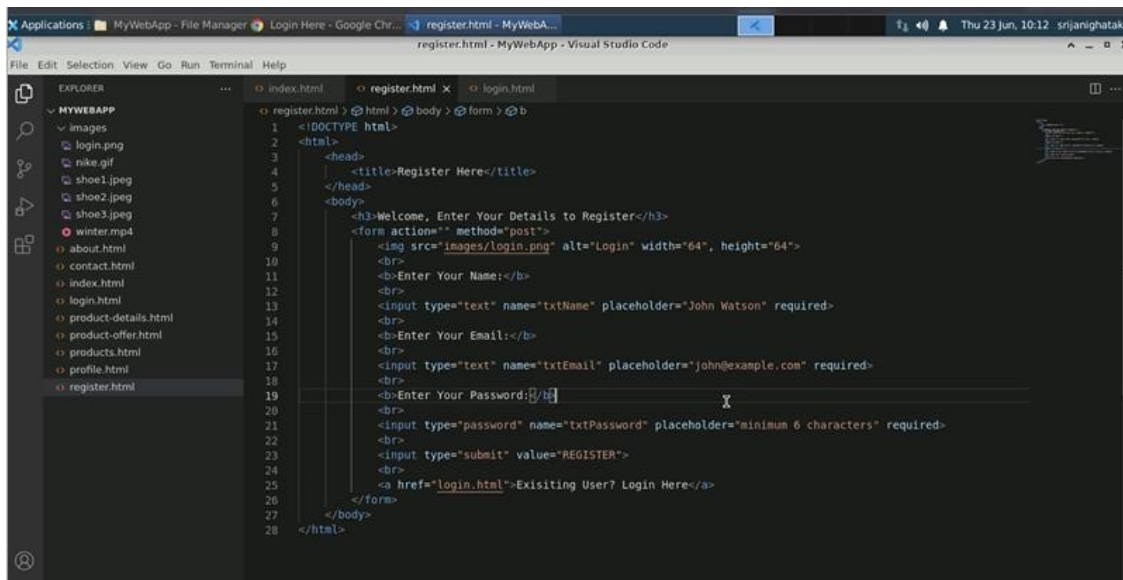 Applications MyWebApp - File Manager Login Here - Google Chr... register.html - MyWebA... Thu 23 Jun, 10:12 srijanighatak
register.html - MyWebApp - Visual Studio Code
File Edit Selection View Go Run Terminal Help
EXPLORER
MYWEBAPP
images
login.png
nike.gif
shoe1.jpeg
shoe2.jpeg
shoe3.jpeg
winter.mp4
about.html
contact.html
index.html
login.html
product-details.html
product-offer.html
products.html
profile.html
register.html
index.html register.html login.html
register.html > html > body > form > b
1 <!DOCTYPE html>
2 <html>
3 <head>
4 <title>Register Here</title>
5 </head>
6 <body>
7 <h3>Welcome, Enter Your Details to Register</h3>
8 <form action="" method="post">
9 <img src="images/login.png" alt="Login" width="64", height="64">
10 <br>
11 <b>Enter Your Name:</b>
12 <br>
13 <input type="text" name="txtName" placeholder="John Watson" required>
14 <br>
15 <b>Enter Your Email:</b>
16 <br>
17 <input type="text" name="txtEmail" placeholder="john@example.com" required>
18 <br>
19 <b>Enter Your Password:</b>
20 <br>
21 <input type="password" name="txtPassword" placeholder="minimum 6 characters" required>
22 <br>
23 <input type="submit" value="REGISTER">
24 <br>
25 <a href="login.html">Exisiting User? Login Here</a>
26 </form>
27 </body>
28 </html>